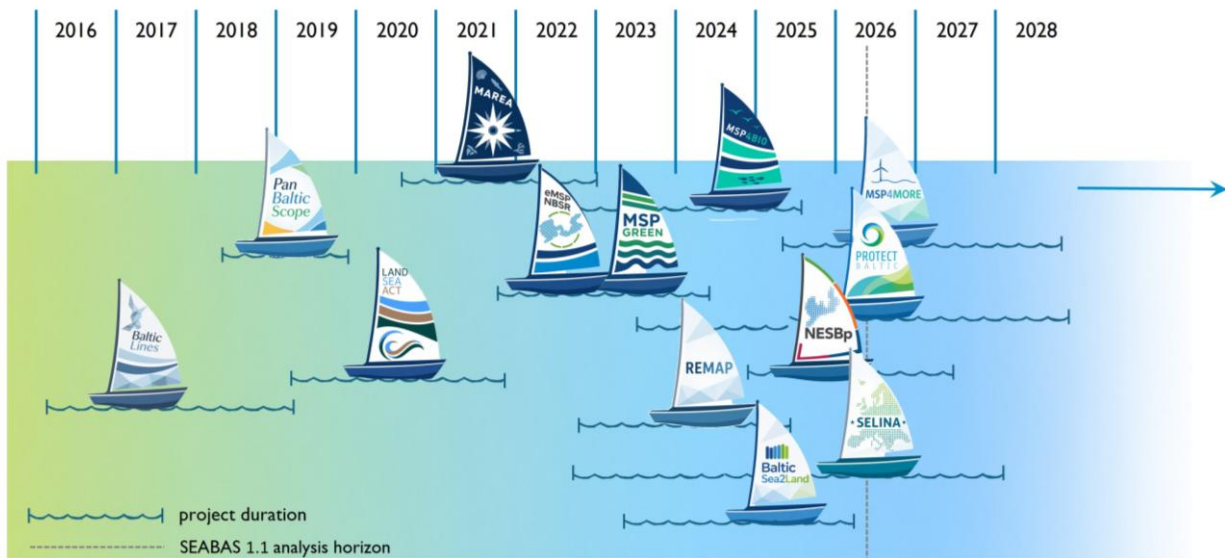 2016 2017 2018 2019 2020 2021 2022 2023 2024 2025 2026 2027 2028
MAREA
MSP4BIO
Pan
Baltic
Scope
eMSP
NBSR
MSP
GREEN
MSP4MORE
PROTECT
BALTIC
LAND
SEA
ACT
Baltic
Lines
NESBp
REMAP
SELINA
Baltic
Sea2Land
project duration
SEABAS 1.1 analysis horizon